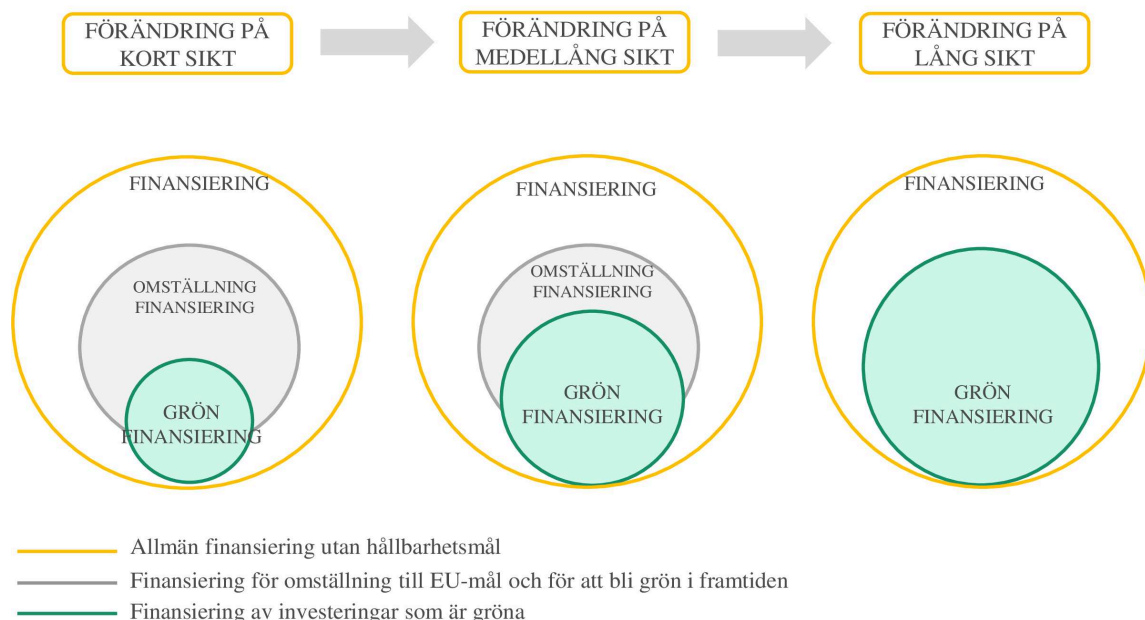 FÖRÄNDRING PÅ
KORT SIKT
FÖRÄNDRING PÅ
MEDELLÅNG SIKT
FÖRÄNDRING PÅ
LÅNG SIKT
FINANSIERING
OMSTÄLLNING
FINANSIERING
GRÖN
FINANSIERING
FINANSIERING
OMSTÄLLNING
FINANSIERING
GRÖN
FINANSIERING
FINANSIERING
GRÖN
FINANSIERING
Allmän finansiering utan hållbarhetsmål
Finansiering för omställning till EU-mål och för att bli grön i framtiden
Finansiering av investeringar som är gröna